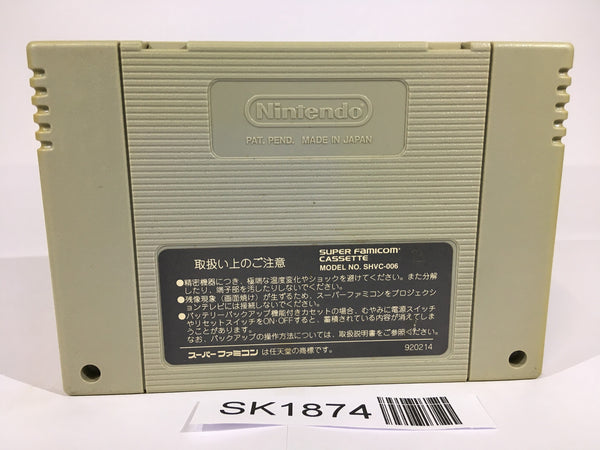 Nintendo
PAT. PEND. MADE IN JAPAN
取扱い上のご注意
SUPER FAMICOM
CASSETTE
MODEL NO. SHVC-006
●精密機器につき、極端な温度変化やショックを避けてください。また分解
したり、端子部を汚したりしないでください。
●残像現象（画面焼け）が生ずるため、スーパーファミコンをプロジェク
ションテレビには接続しないでください。
●バッテリーバックアップ機能付きカセットの場合、むやみに電源スイッチ
やリセットスイッチをON・OFFすると、蓄積されている内容が消えてしま
うことがあります。
なお、バックアップの操作方法については、取扱説明書をご参照ください。
スーパーファミコンは任天堂の商標です。
920214
SK1874